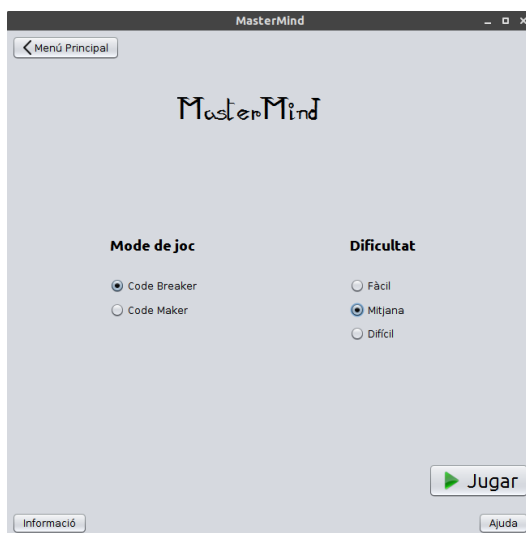 MasterMind
Menú Principal
MasterMind
Mode de joc
Dificultat
Code Breaker
Fàcil
Code Maker
Mitjana
Difícil
Jugar
Informació
Ajuda